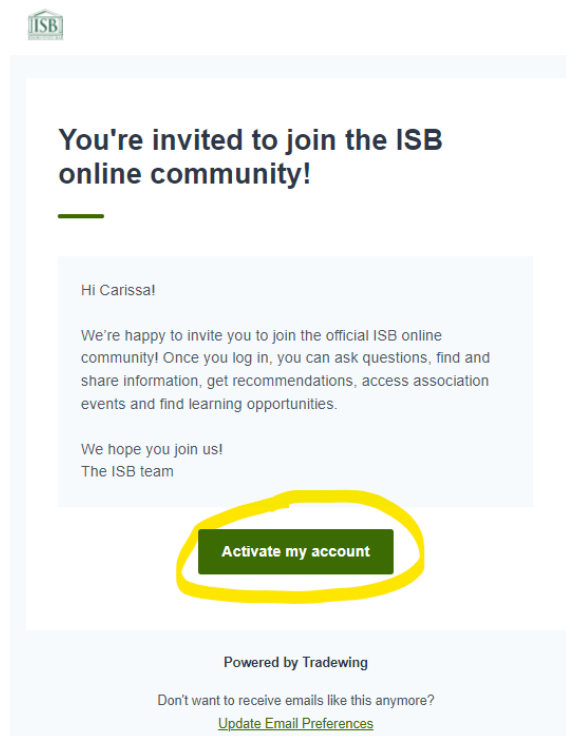 ISB
You're invited to join the ISB
online community!
Hi Carissa!
We're happy to invite you to join the official ISB online
community! Once you log in, you can ask questions, find and
share information, get recommendations, access association
events and find learning opportunities.
We hope you join us!
The ISB team
Activate my account
Powered by Tradewing
Don't want to receive emails like this anymore?
Update Email Preferences